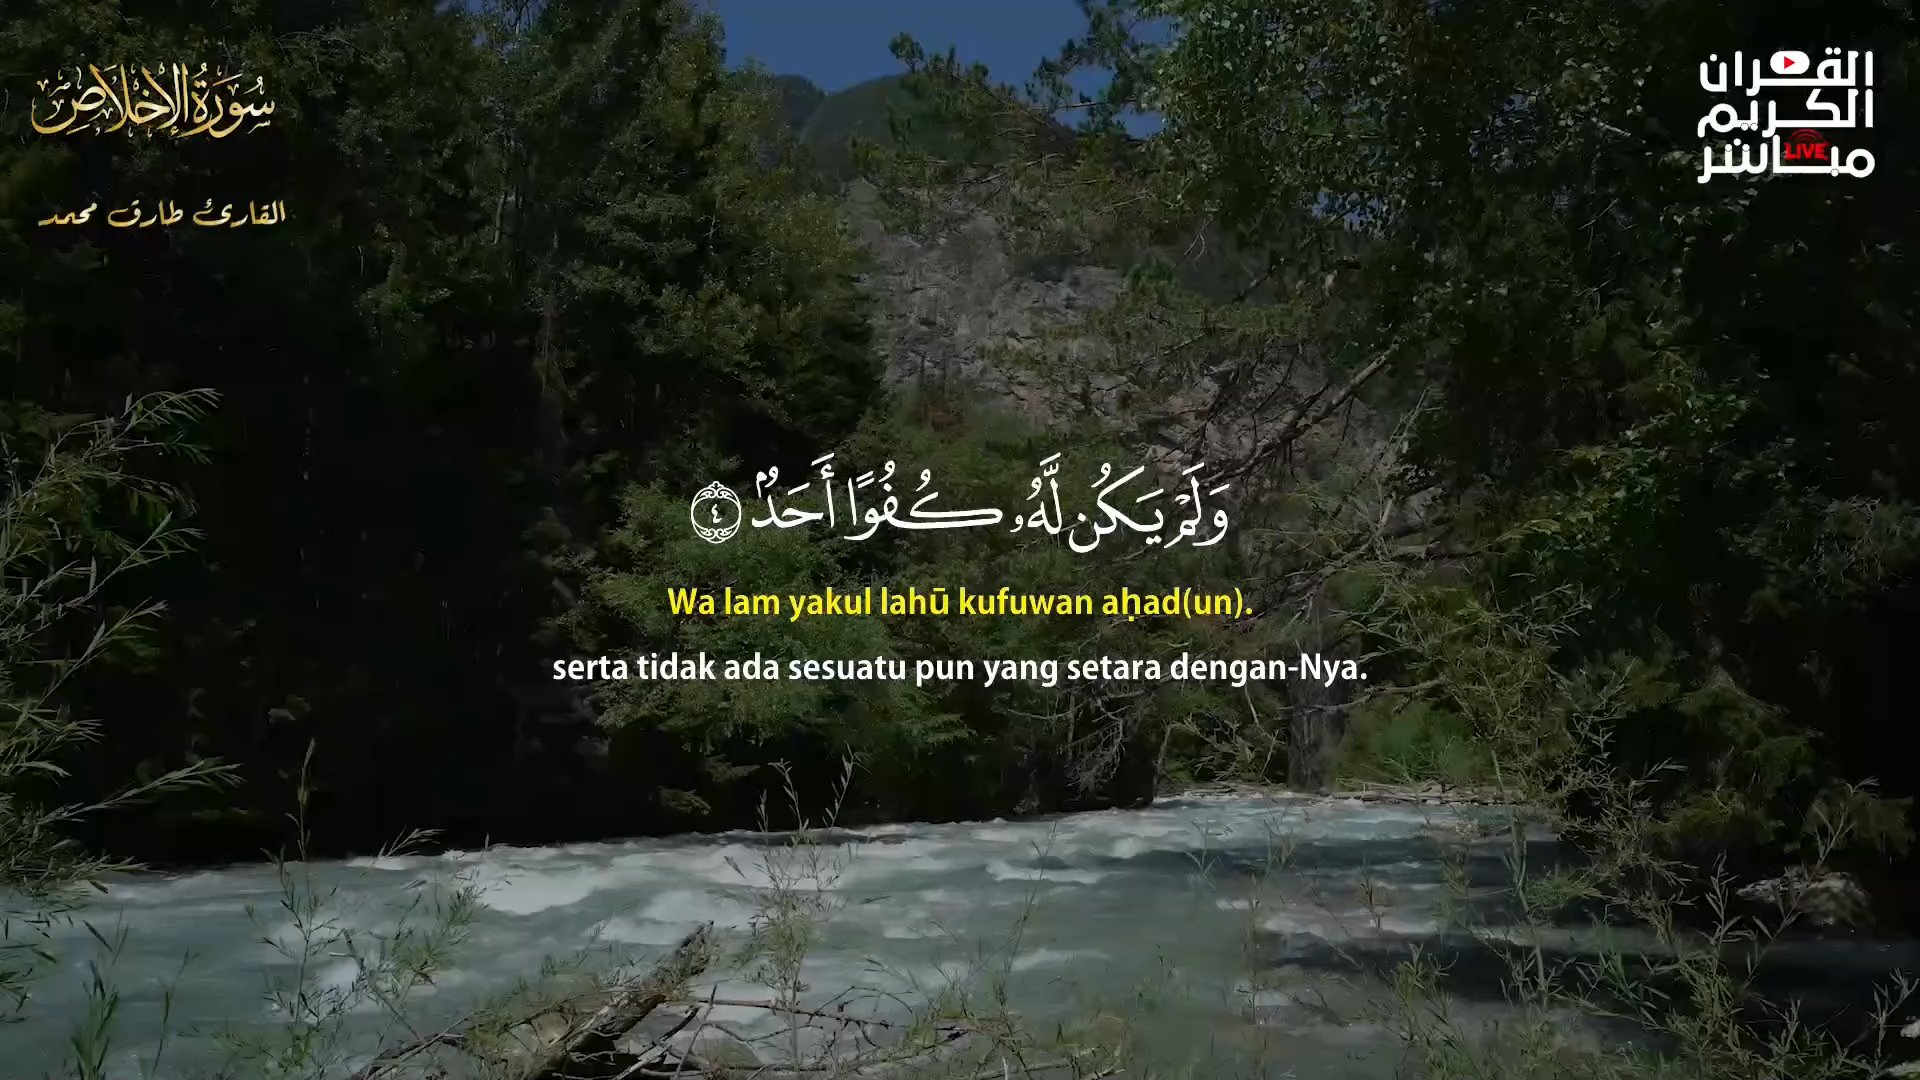 سُورَةُ الإِخْلَاصِ
القارئ طارق محمد
القرآن
الكريم
مباشر
LIVE
وَلَمْ يَكُن لَّهُۥ كُفُوًا أَحَدٌۢ ٤
Wa lam yakul lahū kufuwan aḥad(un).
serta tidak ada sesuatu pun yang setara dengan-Nya.